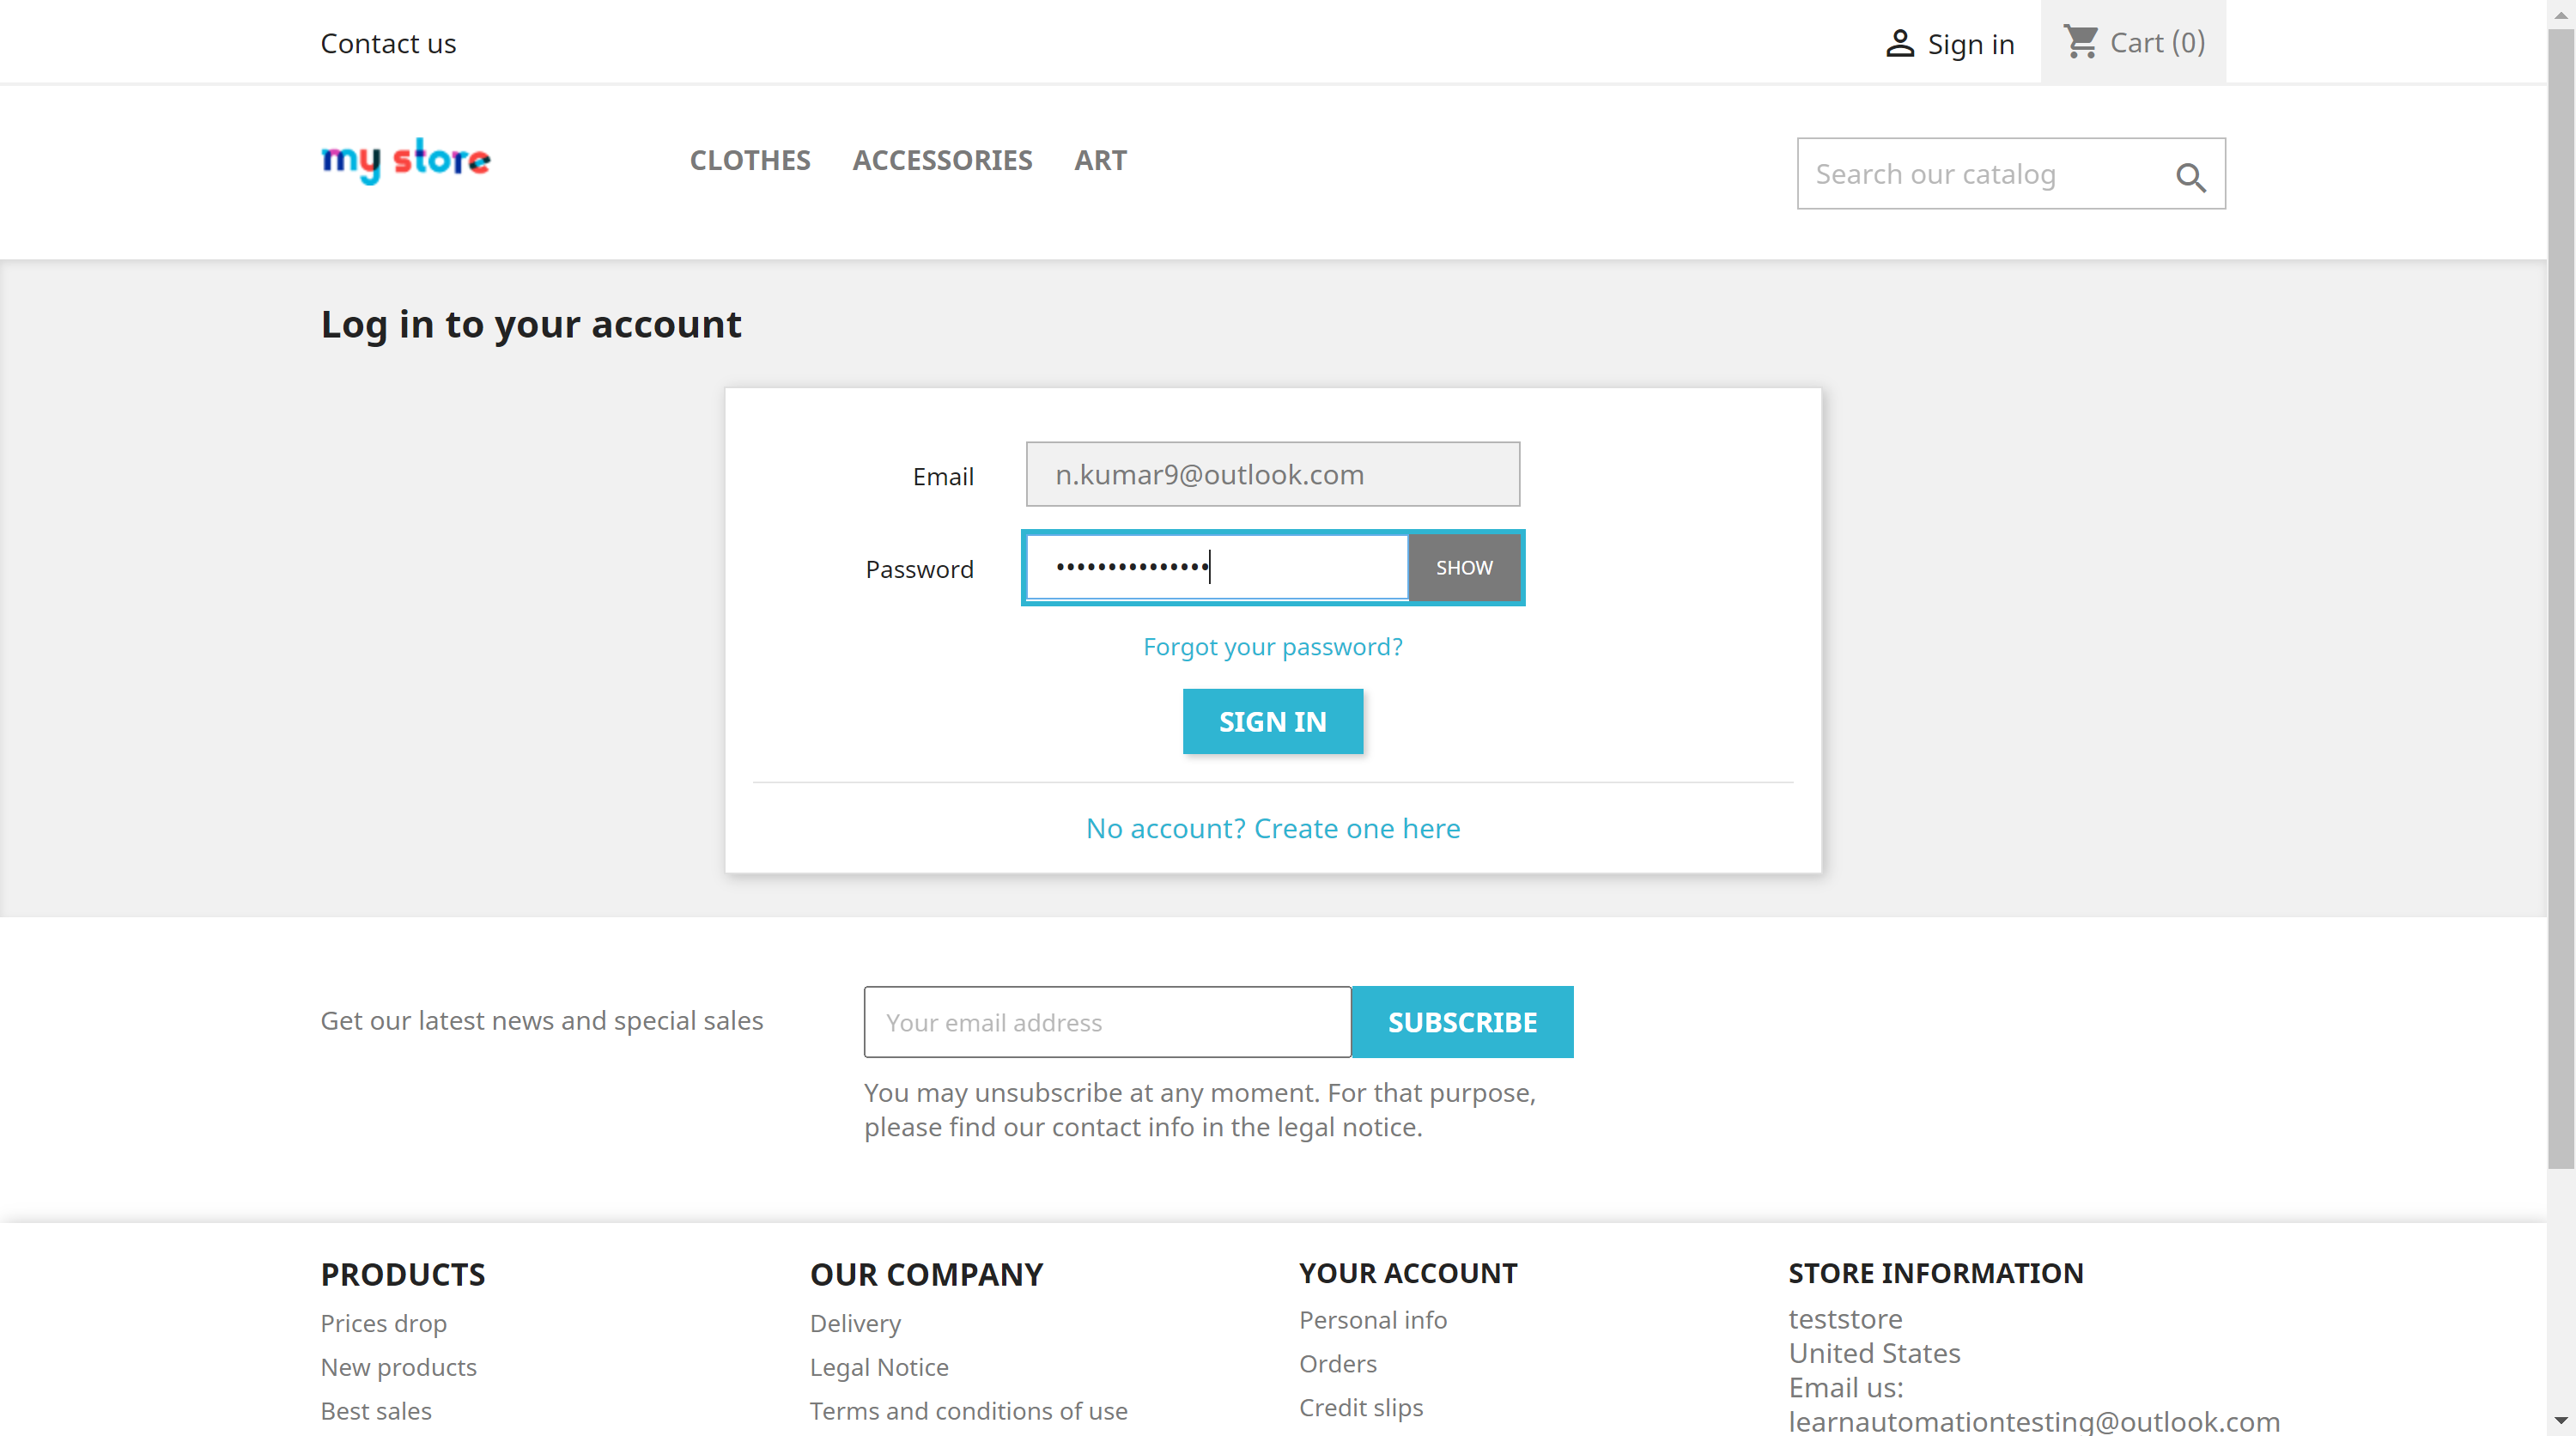 Contact us
Sign in
Cart (0)
my store
CLOTHES
ACCESSORIES
ART
Search our catalog
Log in to your account
Email
n.kumar9@outlook.com
Password
•••••••••••••••
SHOW
Forgot your password?
SIGN IN
No account? Create one here
Get our latest news and special sales
Your email address
SUBSCRIBE
You may unsubscribe at any moment. For that purpose,
please find our contact info in the legal notice.
PRODUCTS
Prices drop
New products
Best sales
OUR COMPANY
Delivery
Legal Notice
Terms and conditions of use
YOUR ACCOUNT
Personal info
Orders
Credit slips
STORE INFORMATION
teststore
United States
Email us:
learnautomationtesting@outlook.com